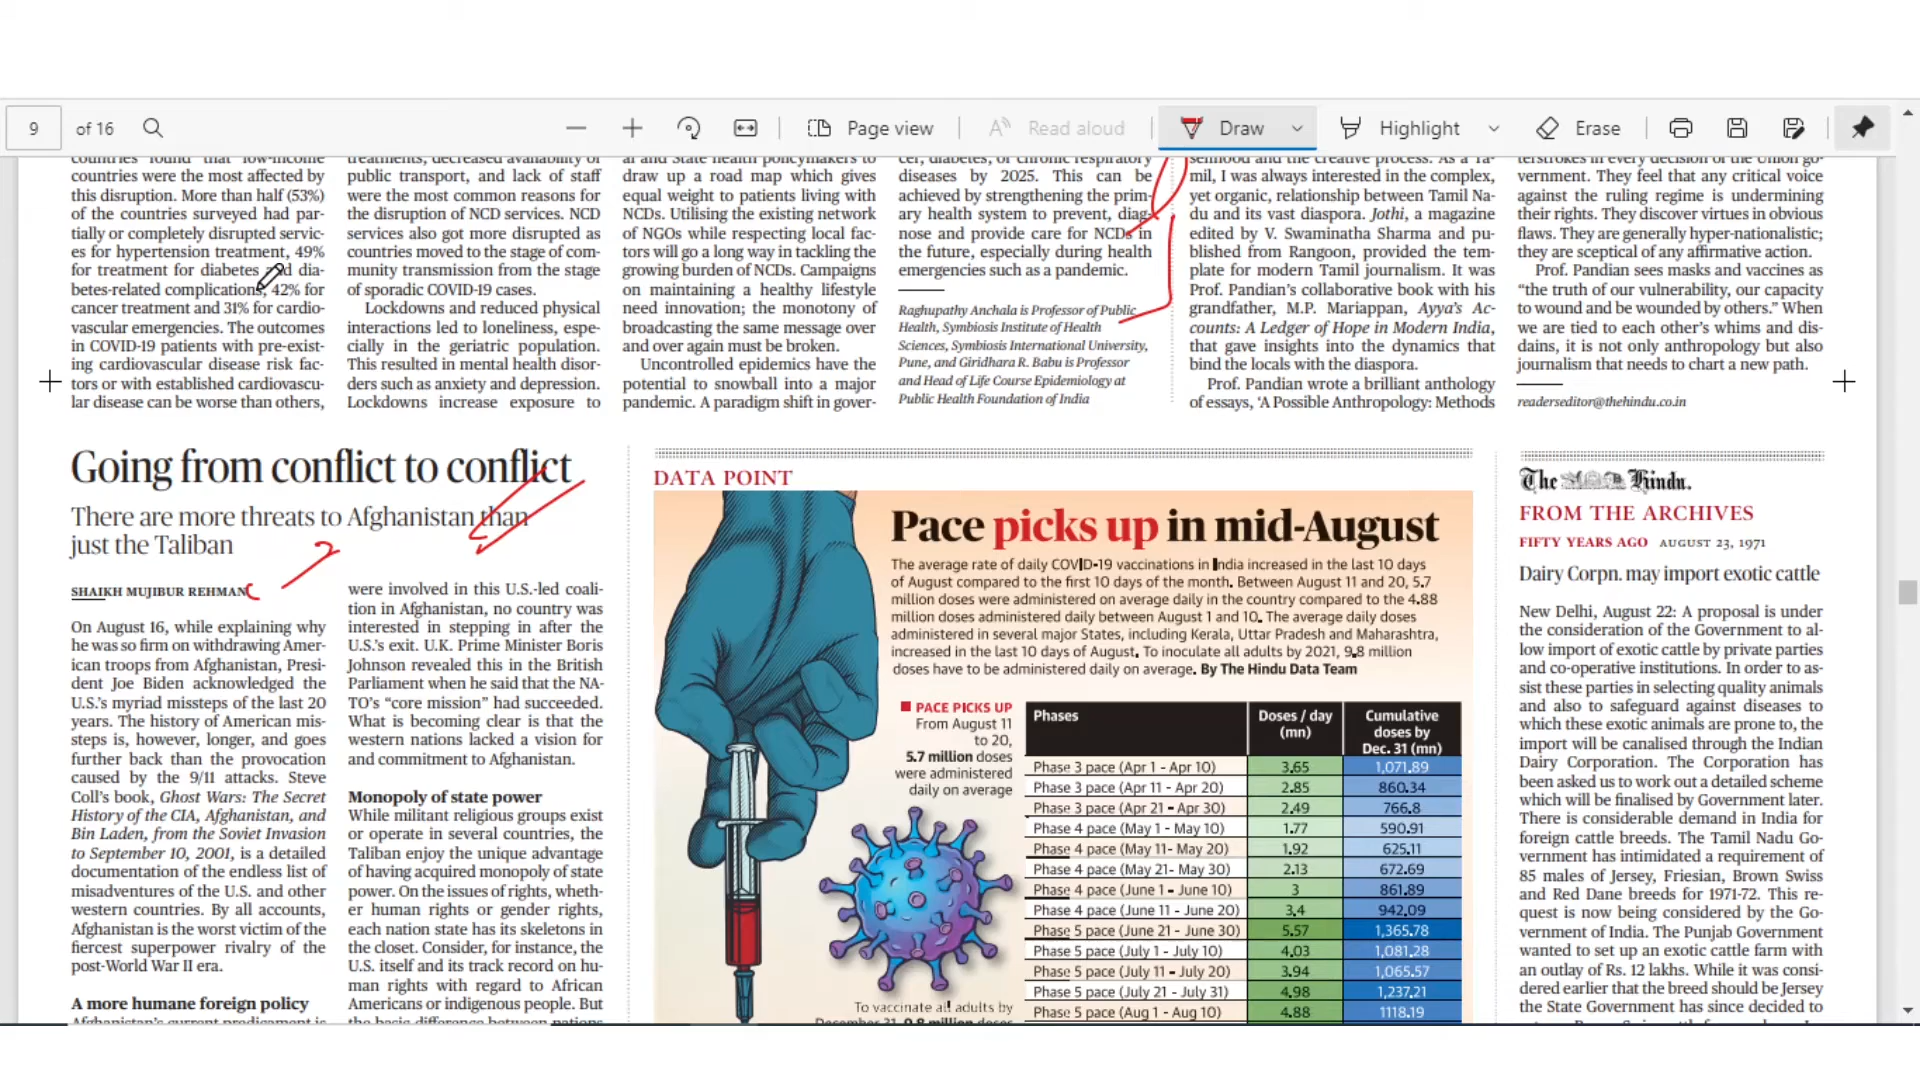 9 of 16 Page view Read aloud Draw Highlight Erase
countries found that low-income
countries were the most affected by
this disruption. More than half (53%)
of the countries surveyed had par-
tially or completely disrupted servic-
es for hypertension treatment, 49%
for treatment for diabetes and dia-
betes-related complications, 42% for
cancer treatment and 31% for cardio-
vascular emergencies. The outcomes
in COVID-19 patients with pre-exist-
ing cardiovascular disease risk fac-
tors or with established cardiovascu-
lar disease can be worse than others,
treatments, decreased availability of
public transport, and lack of staff
were the most common reasons for
the disruption of NCD services. NCD
services also got more disrupted as
countries moved to the stage of com-
munity transmission from the stage
of sporadic COVID-19 cases.
Lockdowns and reduced physical
interactions led to loneliness, espe-
cially in the geriatric population.
This resulted in mental health disor-
ders such as anxiety and depression.
Lockdowns increase exposure to
al and State health policymakers to
draw up a road map which gives
equal weight to patients living with
NCDs. Utilising the existing network
of NGOs while respecting local fac-
tors will go a long way in tackling the
growing burden of NCDs. Campaigns
on maintaining a healthy lifestyle
need innovation; the monotony of
broadcasting the same message over
and over again must be broken.
Uncontrolled epidemics have the
potential to snowball into a major
pandemic. A paradigm shift in gover-
cer, diabetes, or chronic respiratory
diseases by 2025. This can be
achieved by strengthening the prim-
ary health system to prevent, diag-
nose and provide care for NCDs in
the future, especially during health
emergencies such as a pandemic.
Raghupathy Anchala is Professor of Public
Health, Symbiosis Institute of Health
Sciences, Symbiosis International University,
Pune, and Giridhara R. Babu is Professor
and Head of Life Course Epidemiology at
Public Health Foundation of India
selfhood and the creative process. As a Ta-
mil, I was always interested in the complex,
yet organic, relationship between Tamil Na-
du and its vast diaspora. Jothi, a magazine
edited by V. Swaminatha Sharma and pu-
blished from Rangoon, provided the tem-
plate for modern Tamil journalism. It was
Prof. Pandian's collaborative book with his
grandfather, M.P. Mariappan, Ayya's Ac-
counts: A Ledger of Hope in Modern India,
that gave insights into the dynamics that
bind the locals with the diaspora.
Prof. Pandian wrote a brilliant anthology
of essays, 'A Possible Anthropology: Methods
terstrokes in every decision of the Union go-
vernment. They feel that any critical voice
against the ruling regime is undermining
their rights. They discover virtues in obvious
flaws. They are generally hyper-nationalistic;
they are sceptical of any affirmative action.
Prof. Pandian sees masks and vaccines as
“the truth of our vulnerability, our capacity
to wound and be wounded by others.” When
we are tied to each other's whims and dis-
dains, it is not only anthropology but also
journalism that needs to chart a new path.
readerseditor@thehindu.co.in
Going from conflict to conflict
There are more threats to Afghanistan than
just the Taliban
SHAIKH MUJIBUR REHMAN
On August 16, while explaining why
he was so firm on withdrawing Amer-
ican troops from Afghanistan, Presi-
dent Joe Biden acknowledged the
U.S.'s myriad missteps of the last 20
years. The history of American mis-
steps is, however, longer, and goes
further back than the provocation
caused by the 9/11 attacks. Steve
Coll's book, Ghost Wars: The Secret
History of the CIA, Afghanistan, and
Bin Laden, from the Soviet Invasion
to September 10, 2001, is a detailed
documentation of the endless list of
misadventures of the U.S. and other
western countries. By all accounts,
Afghanistan is the worst victim of the
fiercest superpower rivalry of the
post-World War II era.
A more humane foreign policy
Afghanistan's current predicament is
were involved in this U.S.-led coali-
tion in Afghanistan, no country was
interested in stepping in after the
U.S.'s exit. U.K. Prime Minister Boris
Johnson revealed this in the British
Parliament when he said that the NA-
TO's “core mission” had succeeded.
What is becoming clear is that the
western nations lacked a vision for
and commitment to Afghanistan.
Monopoly of state power
While militant religious groups exist
or operate in several countries, the
Taliban enjoy the unique advantage
of having acquired monopoly of state
power. On the issues of rights, wheth-
er human rights or gender rights,
each nation state has its skeletons in
the closet. Consider, for instance, the
U.S. itself and its track record on hu-
man rights with regard to African
Americans or indigenous people. But
the basic difference between nations
DATA POINT
Pace picks up in mid-August
The average rate of daily COVID-19 vaccinations in India increased in the last 10 days
of August compared to the first 10 days of the month. Between August 11 and 20, 5.7
million doses were administered on average daily in the country compared to the 4.88
million doses administered daily between August 1 and 10. The average daily doses
administered in several major States, including Kerala, Uttar Pradesh and Maharashtra,
increased in the last 10 days of August. To inoculate all adults by 2021, 9.8 million
doses have to be administered daily on average. By The Hindu Data Team
PACE PICKS UP
From August 11
to 20,
5.7 million doses
were administered
daily on average
To vaccinate all adults by
December 31, 9.8 million doses
Phases Doses / day (mn) Cumulative doses by Dec. 31 (mn)
Phase 3 pace (Apr 1 - Apr 10) 3.65 1,071.89
Phase 3 pace (Apr 11 - Apr 20) 2.85 860.34
Phase 3 pace (Apr 21 - Apr 30) 2.49 766.8
Phase 4 pace (May 1 - May 10) 1.77 590.91
Phase 4 pace (May 11- May 20) 1.92 625.11
Phase 4 pace (May 21- May 30) 2.13 672.69
Phase 4 pace (June 1 - June 10) 3 861.89
Phase 4 pace (June 11 - June 20) 3.4 942.09
Phase 5 pace (June 21 - June 30) 5.57 1,365.78
Phase 5 pace (July 1 - July 10) 4.03 1,081.28
Phase 5 pace (July 11 - July 20) 3.94 1,065.57
Phase 5 pace (July 21 - July 31) 4.98 1,237.21
Phase 5 pace (Aug 1 - Aug 10) 4.88 1118.19
The Hindu.
FROM THE ARCHIVES
FIFTY YEARS AGO AUGUST 23, 1971
Dairy Corpn. may import exotic cattle
New Delhi, August 22: A proposal is under
the consideration of the Government to al-
low import of exotic cattle by private parties
and co-operative institutions. In order to as-
sist these parties in selecting quality animals
and also to safeguard against diseases to
which these exotic animals are prone to, the
import will be canalised through the Indian
Dairy Corporation. The Corporation has
been asked us to work out a detailed scheme
which will be finalised by Government later.
There is considerable demand in India for
foreign cattle breeds. The Tamil Nadu Go-
vernment has intimidated a requirement of
85 males of Jersey, Friesian, Brown Swiss
and Red Dane breeds for 1971-72. This re-
quest is now being considered by the Go-
vernment of India. The Punjab Government
wanted to set up an exotic cattle farm with
an outlay of Rs. 12 lakhs. While it was consi-
dered earlier that the breed should be Jersey
the State Government has since decided to